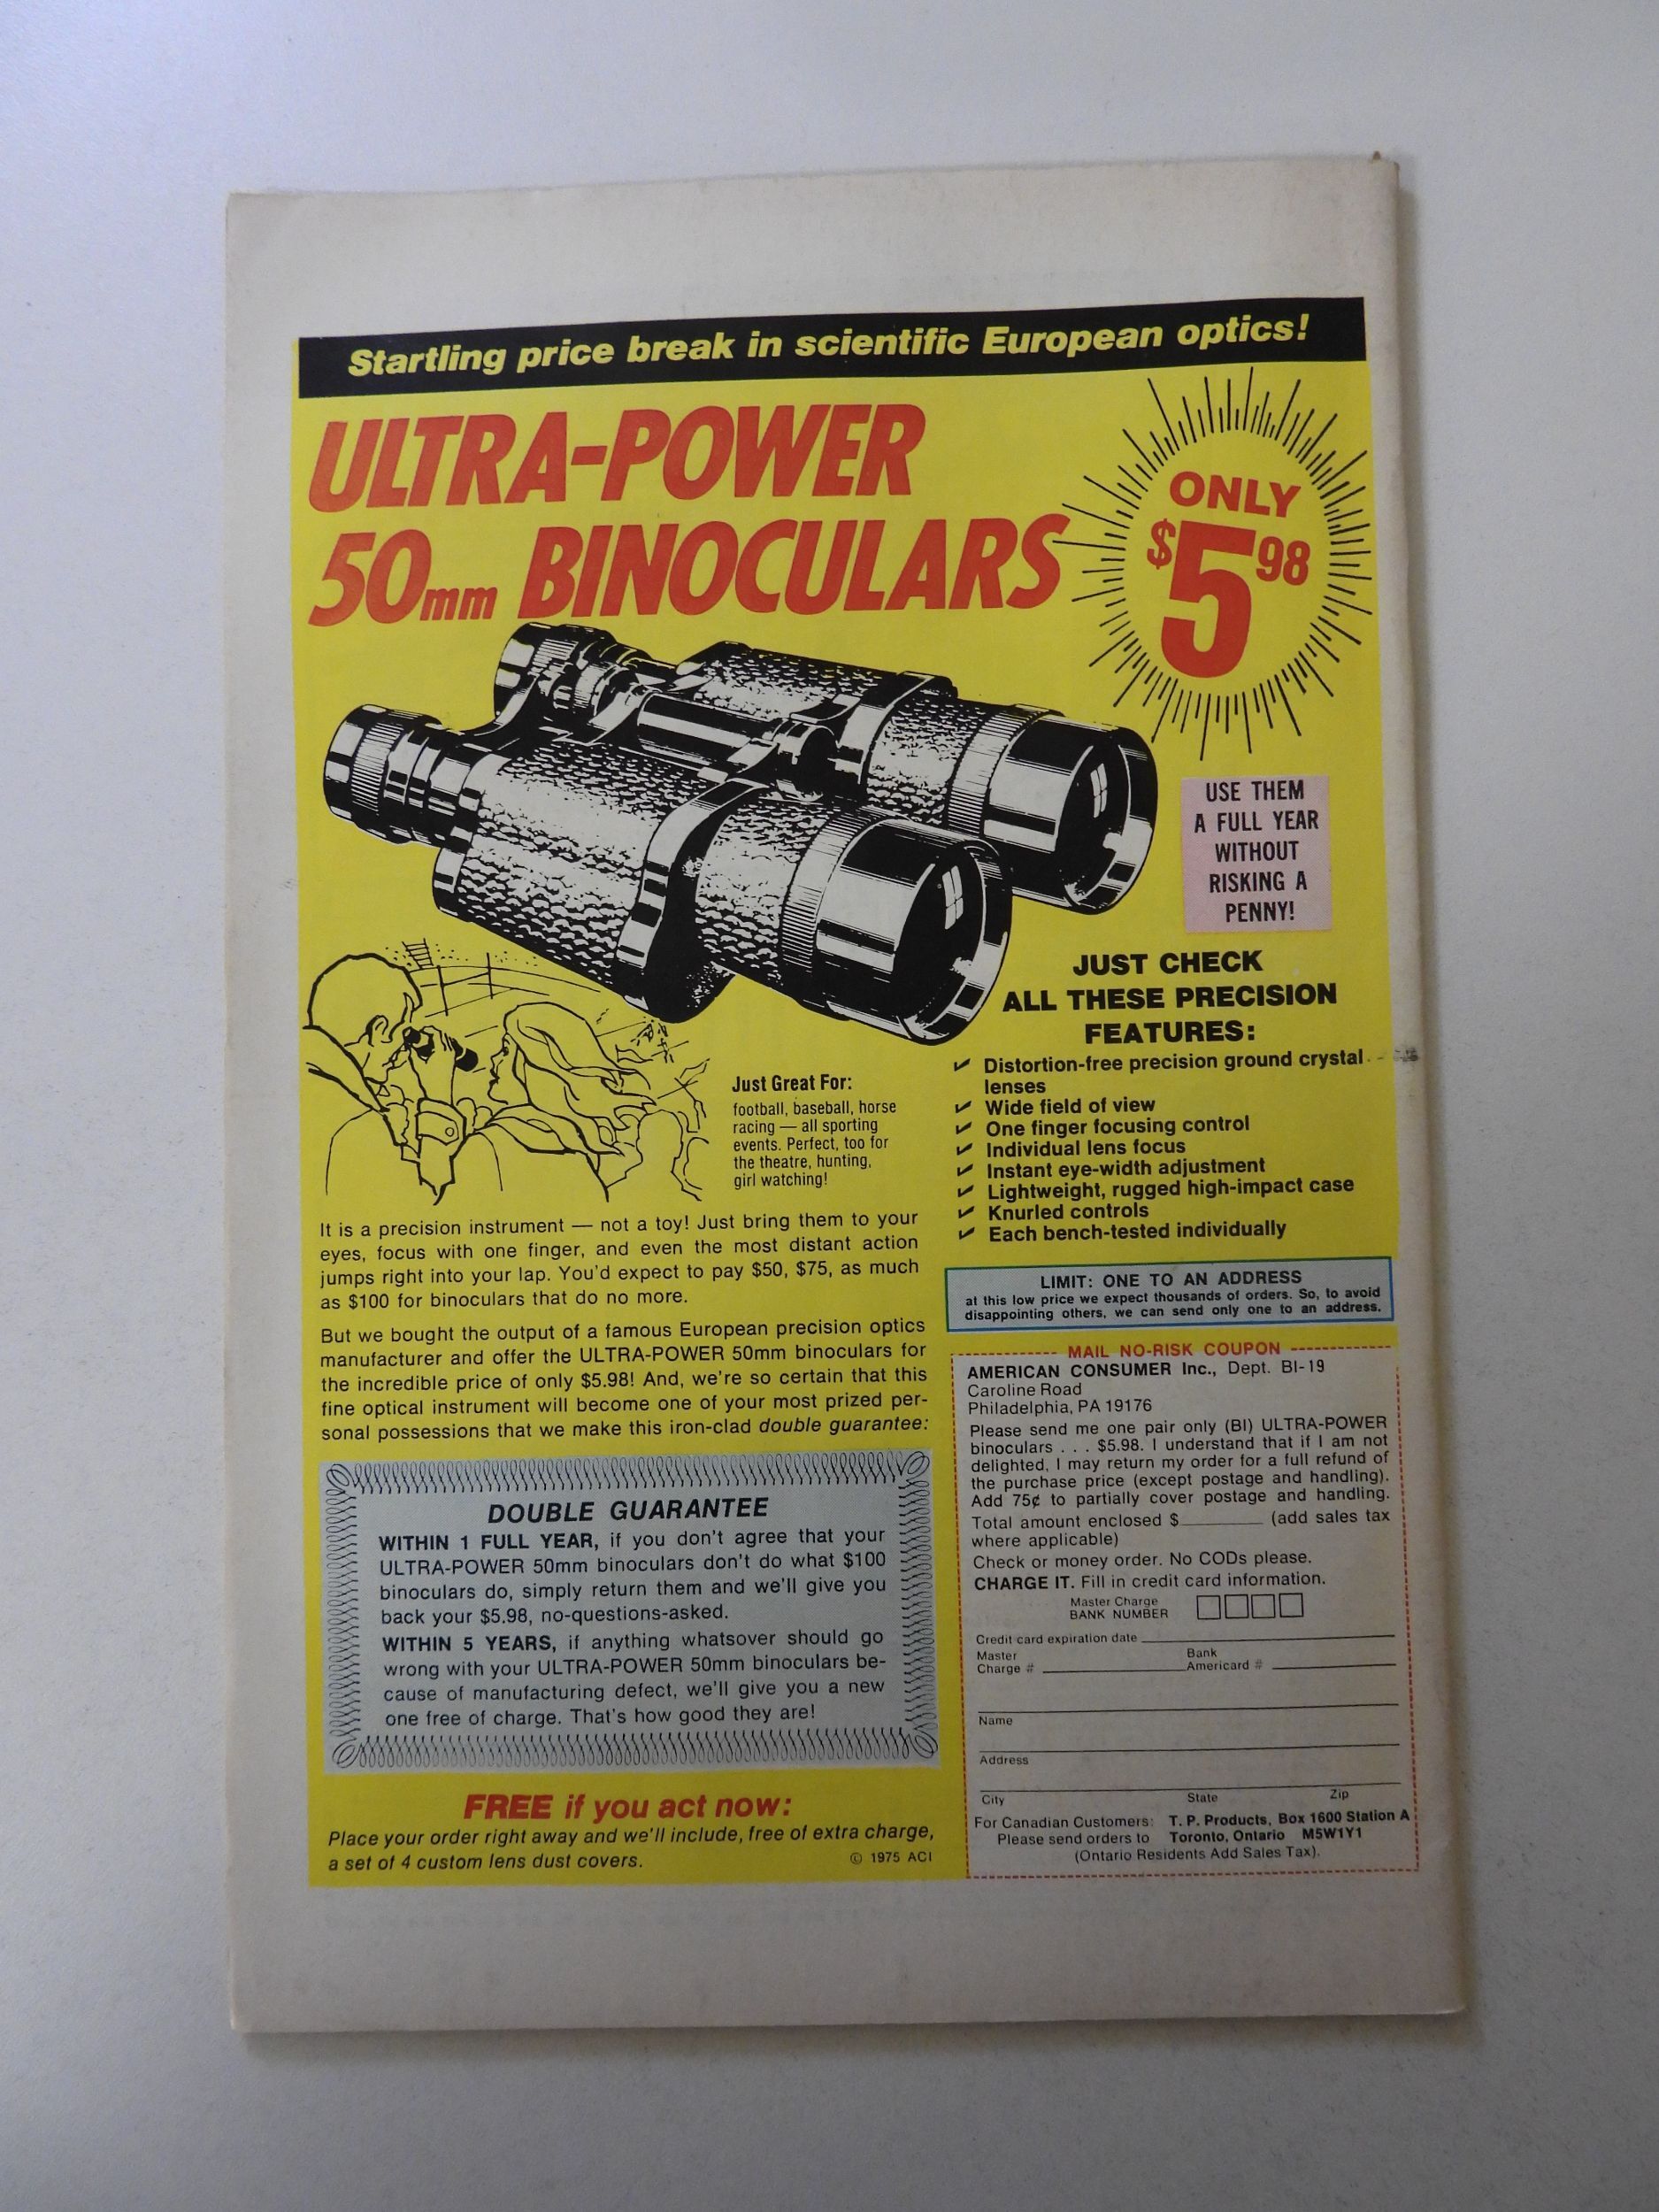 Startling price break in scientific European optics!
ULTRA-POWER
50mm BINOCULARS
ONLY
$5 98
USE THEM
A FULL YEAR
WITHOUT
RISKING A
PENNY!
JUST CHECK
ALL THESE PRECISION
FEATURES:
✓ Distortion-free precision ground crystal
lenses
✓ Wide field of view
✓ One finger focusing control
✓ Individual lens focus
✓ Instant eye-width adjustment
✓ Lightweight, rugged high-impact case
✓ Knurled controls
✓ Each bench-tested individually
Just Great For:
football, baseball, horse
racing — all sporting
events. Perfect, too for
the theatre, hunting,
girl watching!
It is a precision instrument — not a toy! Just bring them to your
eyes, focus with one finger, and even the most distant action
jumps right into your lap. You'd expect to pay $50, $75, as much
as $100 for binoculars that do no more.
But we bought the output of a famous European precision optics
manufacturer and offer the ULTRA-POWER 50mm binoculars for
the incredible price of only $5.98! And, we're so certain that this
fine optical instrument will become one of your most prized per-
sonal possessions that we make this iron-clad double guarantee:
DOUBLE GUARANTEE
WITHIN 1 FULL YEAR, if you don't agree that your
ULTRA-POWER 50mm binoculars don't do what $100
binoculars do, simply return them and we'll give you
back your $5.98, no-questions-asked.
WITHIN 5 YEARS, if anything whatsover should go
wrong with your ULTRA-POWER 50mm binoculars be-
cause of manufacturing defect, we'll give you a new
one free of charge. That's how good they are!
FREE if you act now:
Place your order right away and we'll include, free of extra charge,
a set of 4 custom lens dust covers.
© 1975 ACI
LIMIT: ONE TO AN ADDRESS
at this low price we expect thousands of orders. So, to avoid
disappointing others, we can send only one to an address.
MAIL NO-RISK COUPON
AMERICAN CONSUMER Inc., Dept. BI-19
Caroline Road
Philadelphia, PA 19176
Please send me one pair only (BI) ULTRA-POWER
binoculars . . . $5.98. I understand that if I am not
delighted, I may return my order for a full refund of
the purchase price (except postage and handling).
Add 75¢ to partially cover postage and handling.
Total amount enclosed $________ (add sales tax
where applicable)
Check or money order. No CODs please.
CHARGE IT. Fill in credit card information.
Master Charge
BANK NUMBER
Credit card expiration date
Master
Charge #
Bank
Americard #
Name
Address
City State Zip
For Canadian Customers: T. P. Products, Box 1600 Station A
Please send orders to Toronto, Ontario M5W1Y1
(Ontario Residents Add Sales Tax).